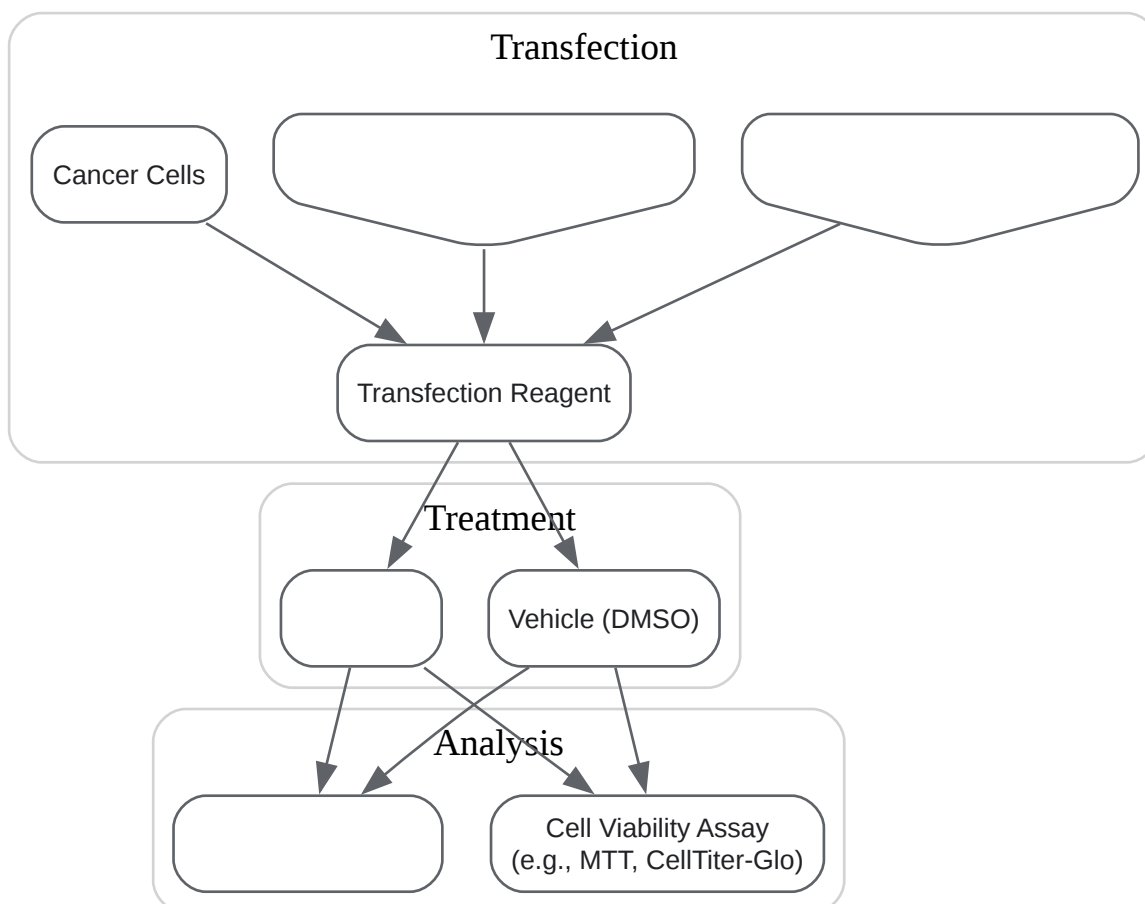 Transfection
Cancer Cells
Transfection Reagent
Treatment
Vehicle (DMSO)
Analysis
Cell Viability Assay
(e.g., MTT, CellTiter-Glo)